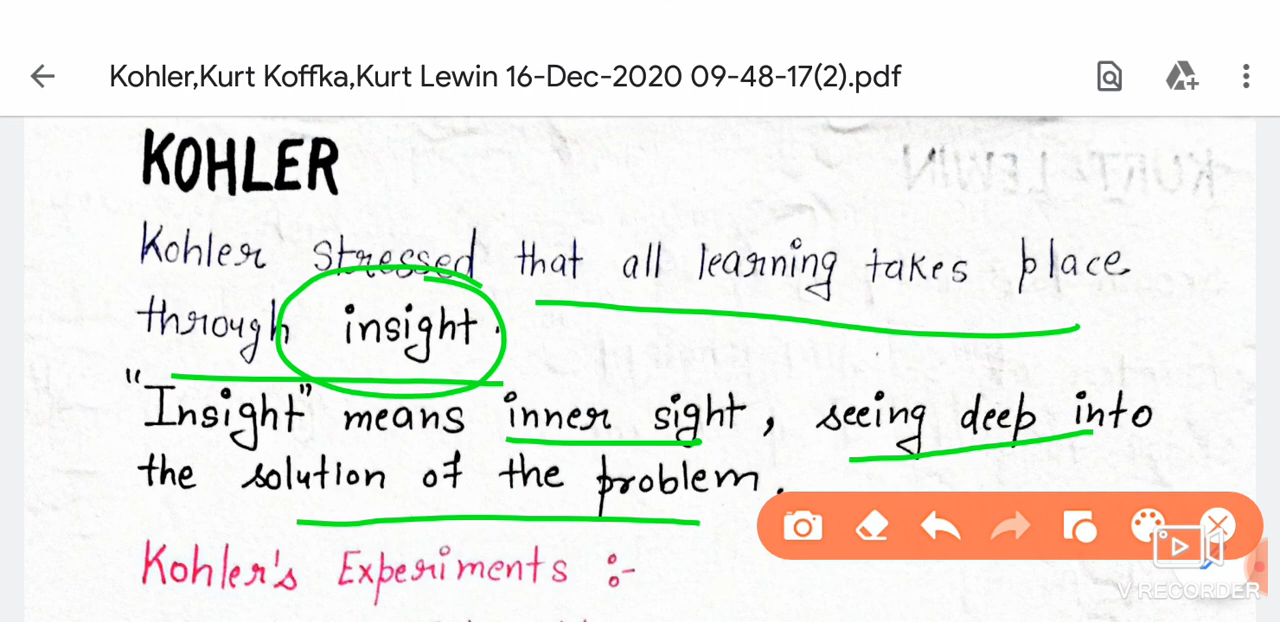 Kohler,Kurt Koffka,Kurt Lewin 16-Dec-2020 09-48-17(2).pdf
KURT LEWIN
KOHLER
Kohler stressed that all learning takes place
through insight.
"Insight" means inner sight, seeing deep into
the solution of the problem.
Kohler's Experiments :-
V RECORDER